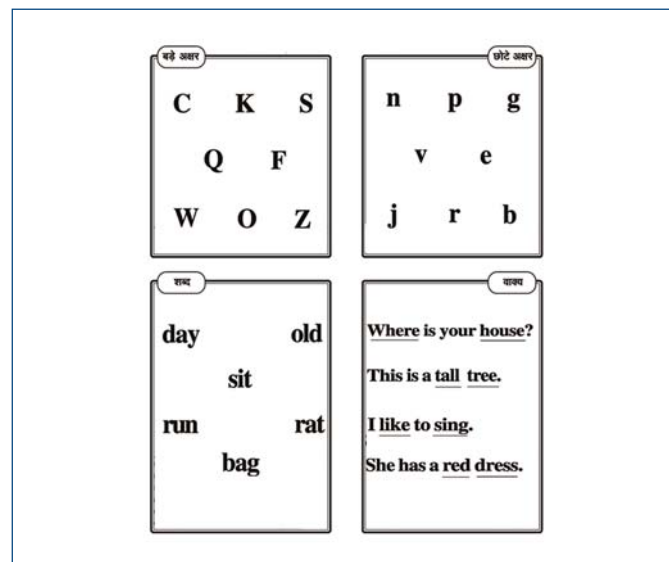 बड़े अक्षर
C K S
Q F
W O Z
छोटे अक्षर
n p g
v e
j r b
शब्द
day old
sit
run rat
bag
वाक्य
Where is your house?
This is a tall tree.
I like to sing.
She has a red dress.